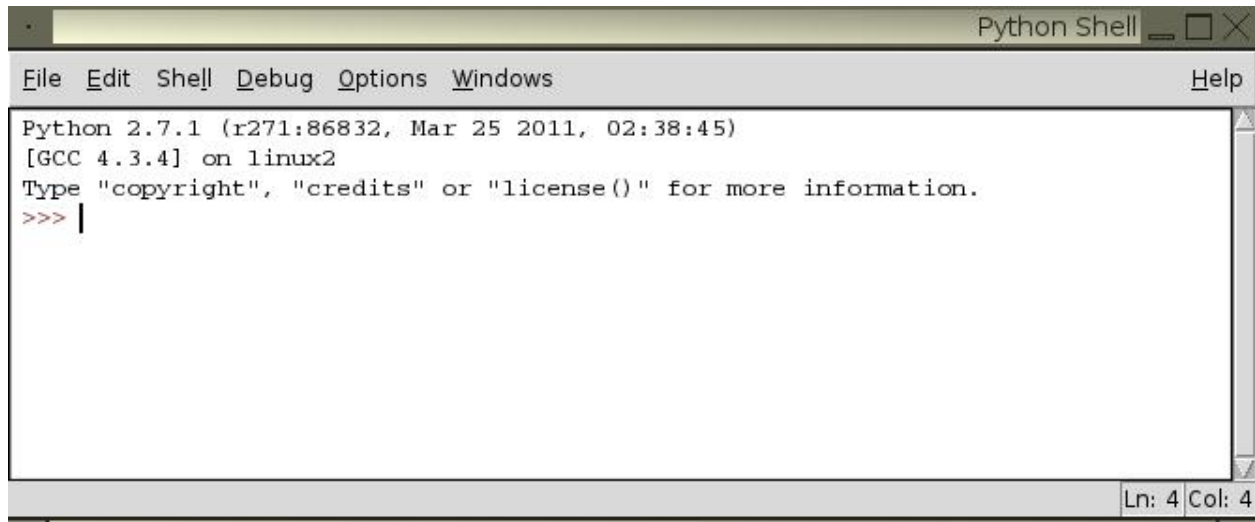 Python Shell
File Edit Shell Debug Options Windows Help
Python 2.7.1 (r271:86832, Mar 25 2011, 02:38:45)
[GCC 4.3.4] on linux2
Type "copyright", "credits" or "license()" for more information.
>>>
Ln: 4 Col: 4